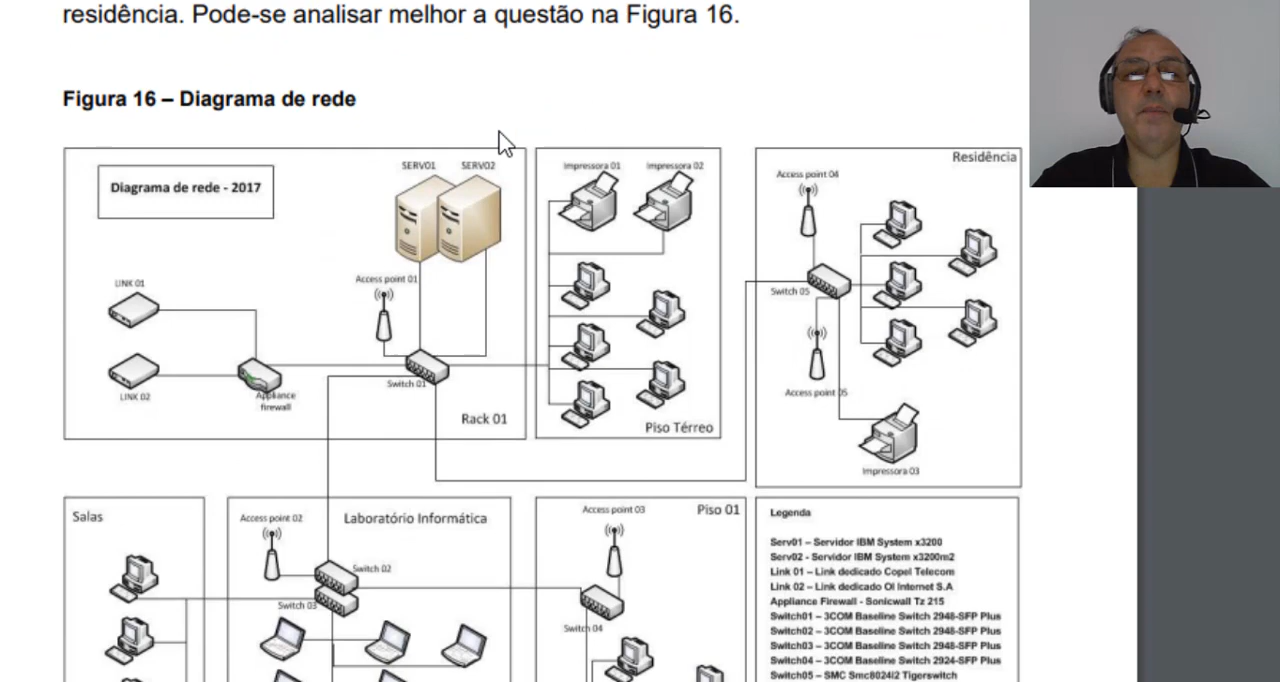 residência. Pode-se analisar melhor a questão na Figura 16.
Figura 16 – Diagrama de rede
Diagrama de rede - 2017
SERV01
SERV02
LINK 01
Access point 01
LINK 02
Appliance
firewall
Switch 01
Rack 01
Impressora 01
Impressora 02
Piso Térreo
Residência
Access point 04
Switch 05
Access point 05
Impressora 03
Salas
Access point 02
Laboratório Informática
Switch 02
Switch 03
Access point 03
Piso 01
Switch 04
Legenda
Serv01 – Servidor IBM System x3200
Serv02 - Servidor IBM System x3200m2
Link 01 – Link dedicado Copel Telecom
Link 02 – Link dedicado OI Internet S.A
Appliance Firewall - Sonicwall Tz 215
Switch01 – 3COM Baseline Switch 2948-SFP Plus
Switch02 – 3COM Baseline Switch 2948-SFP Plus
Switch03 – 3COM Baseline Switch 2948-SFP Plus
Switch04 – 3COM Baseline Switch 2924-SFP Plus
Switch05 – SMC Smc8024l2 Tigerswitch